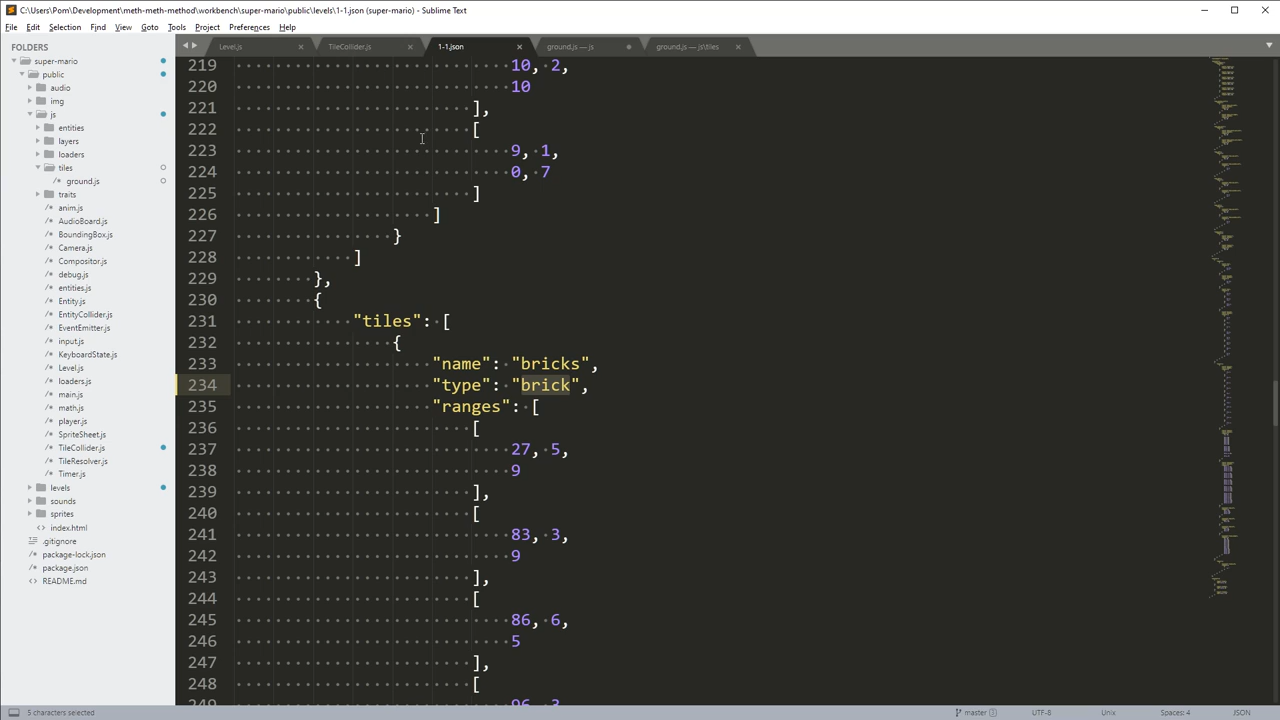 C:\Users\Pom\Development\meth-meth-method\workbench\super-mario\public\levels\1-1.json (super-mario) - Sublime Text
File Edit Selection Find View Goto Tools Project Preferences Help
FOLDERS
super-mario
public
audio
img
js
entities
layers
loaders
tiles
ground.js
traits
anim.js
AudioBoard.js
BoundingBox.js
Camera.js
Compositor.js
debug.js
entities.js
Entity.js
EntityCollider.js
EventEmitter.js
input.js
KeyboardState.js
Level.js
loaders.js
main.js
math.js
player.js
SpriteSheet.js
TileCollider.js
TileResolver.js
Timer.js
levels
sounds
sprites
index.html
.gitignore
package-lock.json
package.json
README.md
Level.js TileCollider.js 1-1.json ground.js — js ground.js — js\tiles
219 10, 2,
220 10
221 ],
222 [
223 9, 1,
224 0, 7
225 ]
226 ]
227 }
228 ]
229 },
230 {
231 "tiles": [
232 {
233 "name": "bricks",
234 "type": "brick",
235 "ranges": [
236 [
237 27, 5,
238 9
239 ],
240 [
241 83, 3,
242 9
243 ],
244 [
245 86, 6,
246 5
247 ],
248 [
249 96, 3
5 characters selected master 1 UTF-8 Unix Spaces: 4 JSON